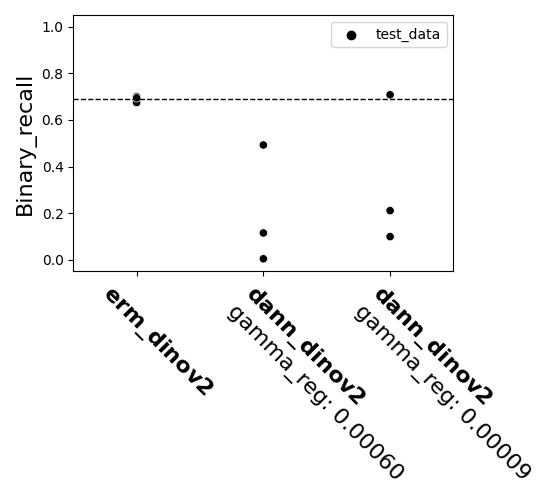 1.0
0.8
0.6
0.4
0.2
0.0
Binary_recall
test_data
erm_dinov2
dann_dinov2
gamma_reg: 0.00060
dann_dinov2
gamma_reg: 0.00009